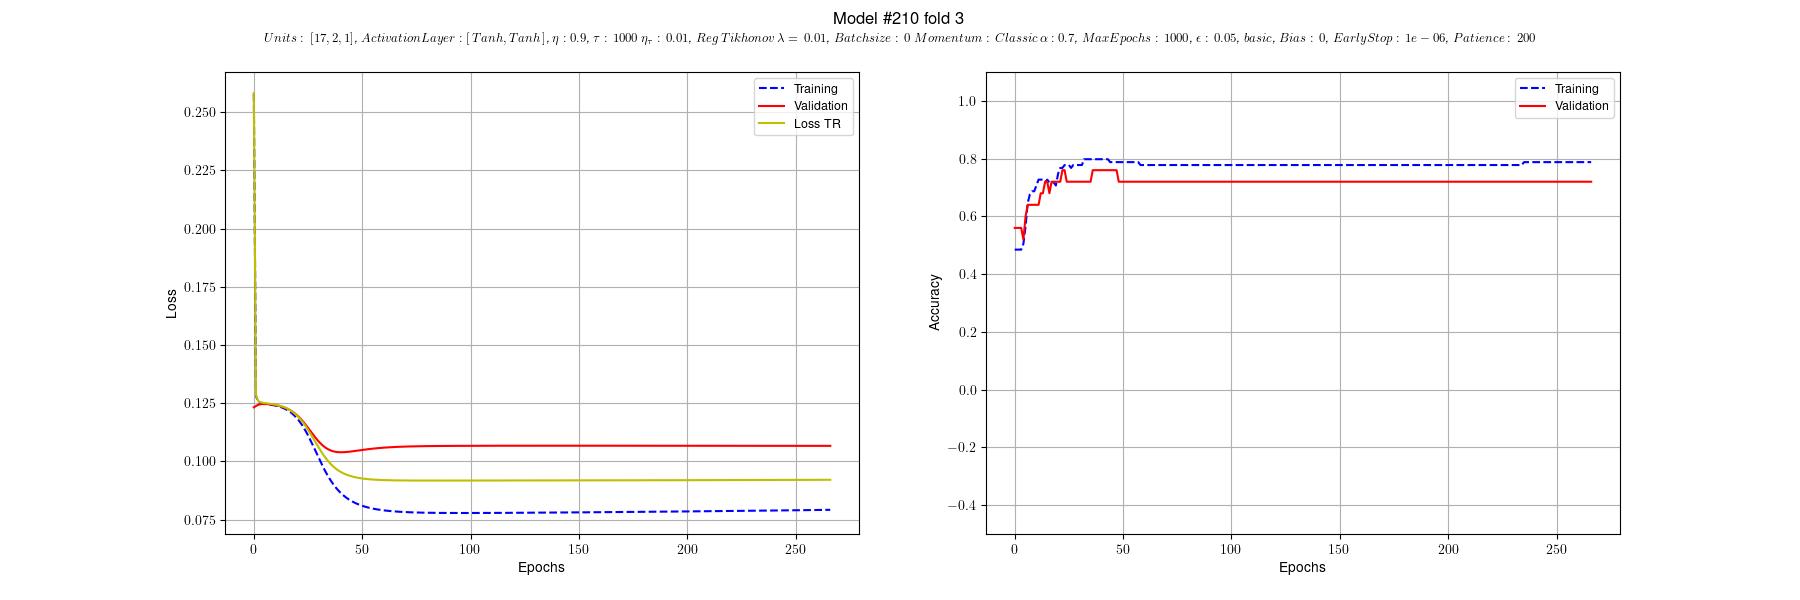 Model #210 fold 3
Units : [17, 2, 1], ActivationLayer : [Tanh, Tanh], η : 0.9, τ : 1000 ητ : 0.01, Reg Tikhonov λ = 0.01, Batchsize : 0 Momentum : Classic α : 0.7, MaxEpochs : 1000, ϵ : 0.05, basic, Bias : 0, EarlyStop : 1e − 06, Patience : 200
Training
Validation
Loss TR
0.250
0.225
0.200
0.175
0.150
0.125
0.100
0.075
Loss
0 50 100 150 200 250
Epochs
Training
Validation
1.0
0.8
0.6
0.4
0.2
0.0
−0.2
−0.4
Accuracy
0 50 100 150 200 250
Epochs